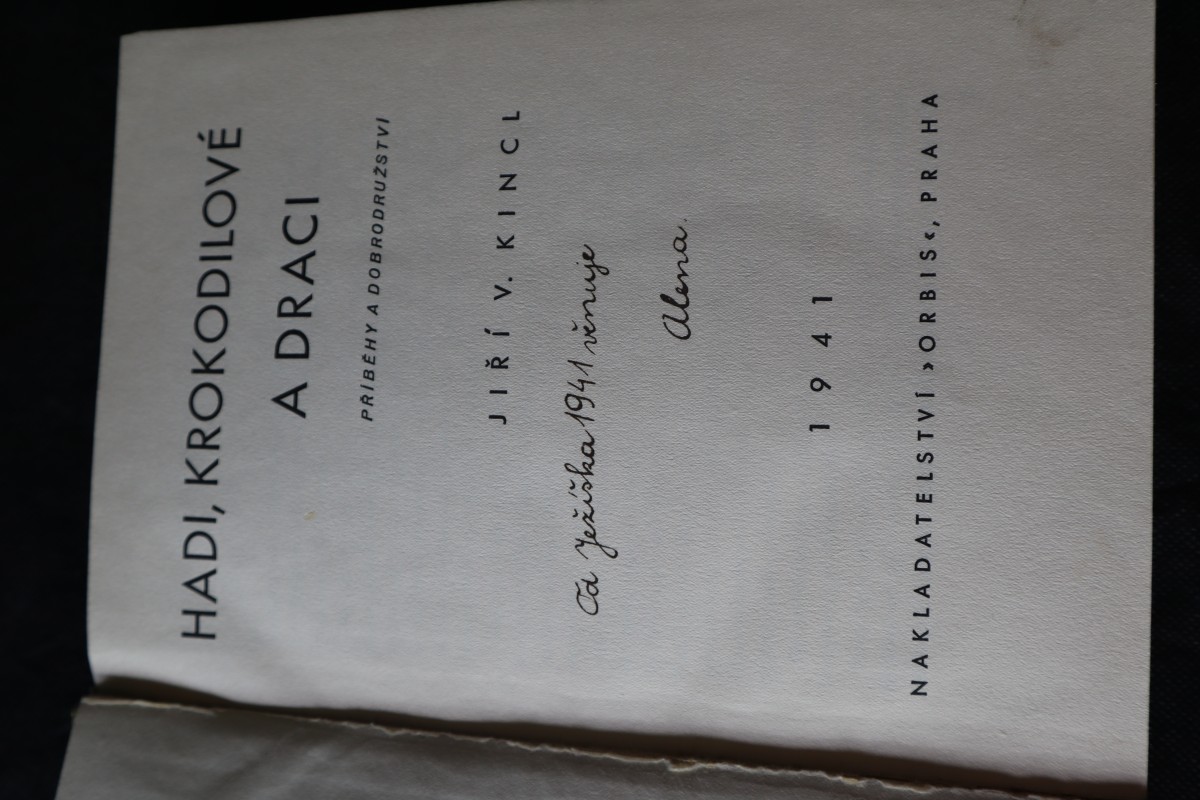 HADI, KROKODILOVÉ
A DRACI
PŘÍBĚHY A DOBRODRUŽSTVÍ
JIŘÍ V. KINCL
Od Ježíška 1941 věnuje
Alena.
1941
NAKLADATELSTVÍ ›ORBIS‹, PRAHA